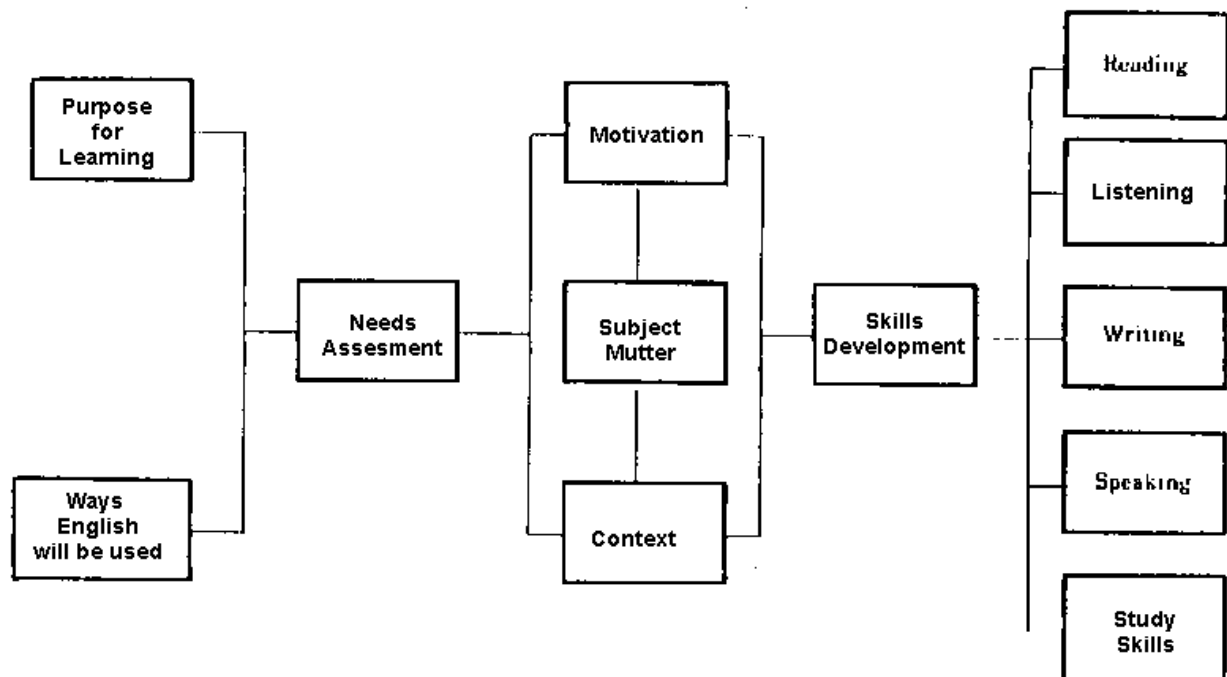 Purpose
for
Learning
Ways
English
will be used
Needs
Assesment
Motivation
Subject
Mutter
Context
Skills
Development
Reading
Listening
Writing
Speaking
Study
Skills